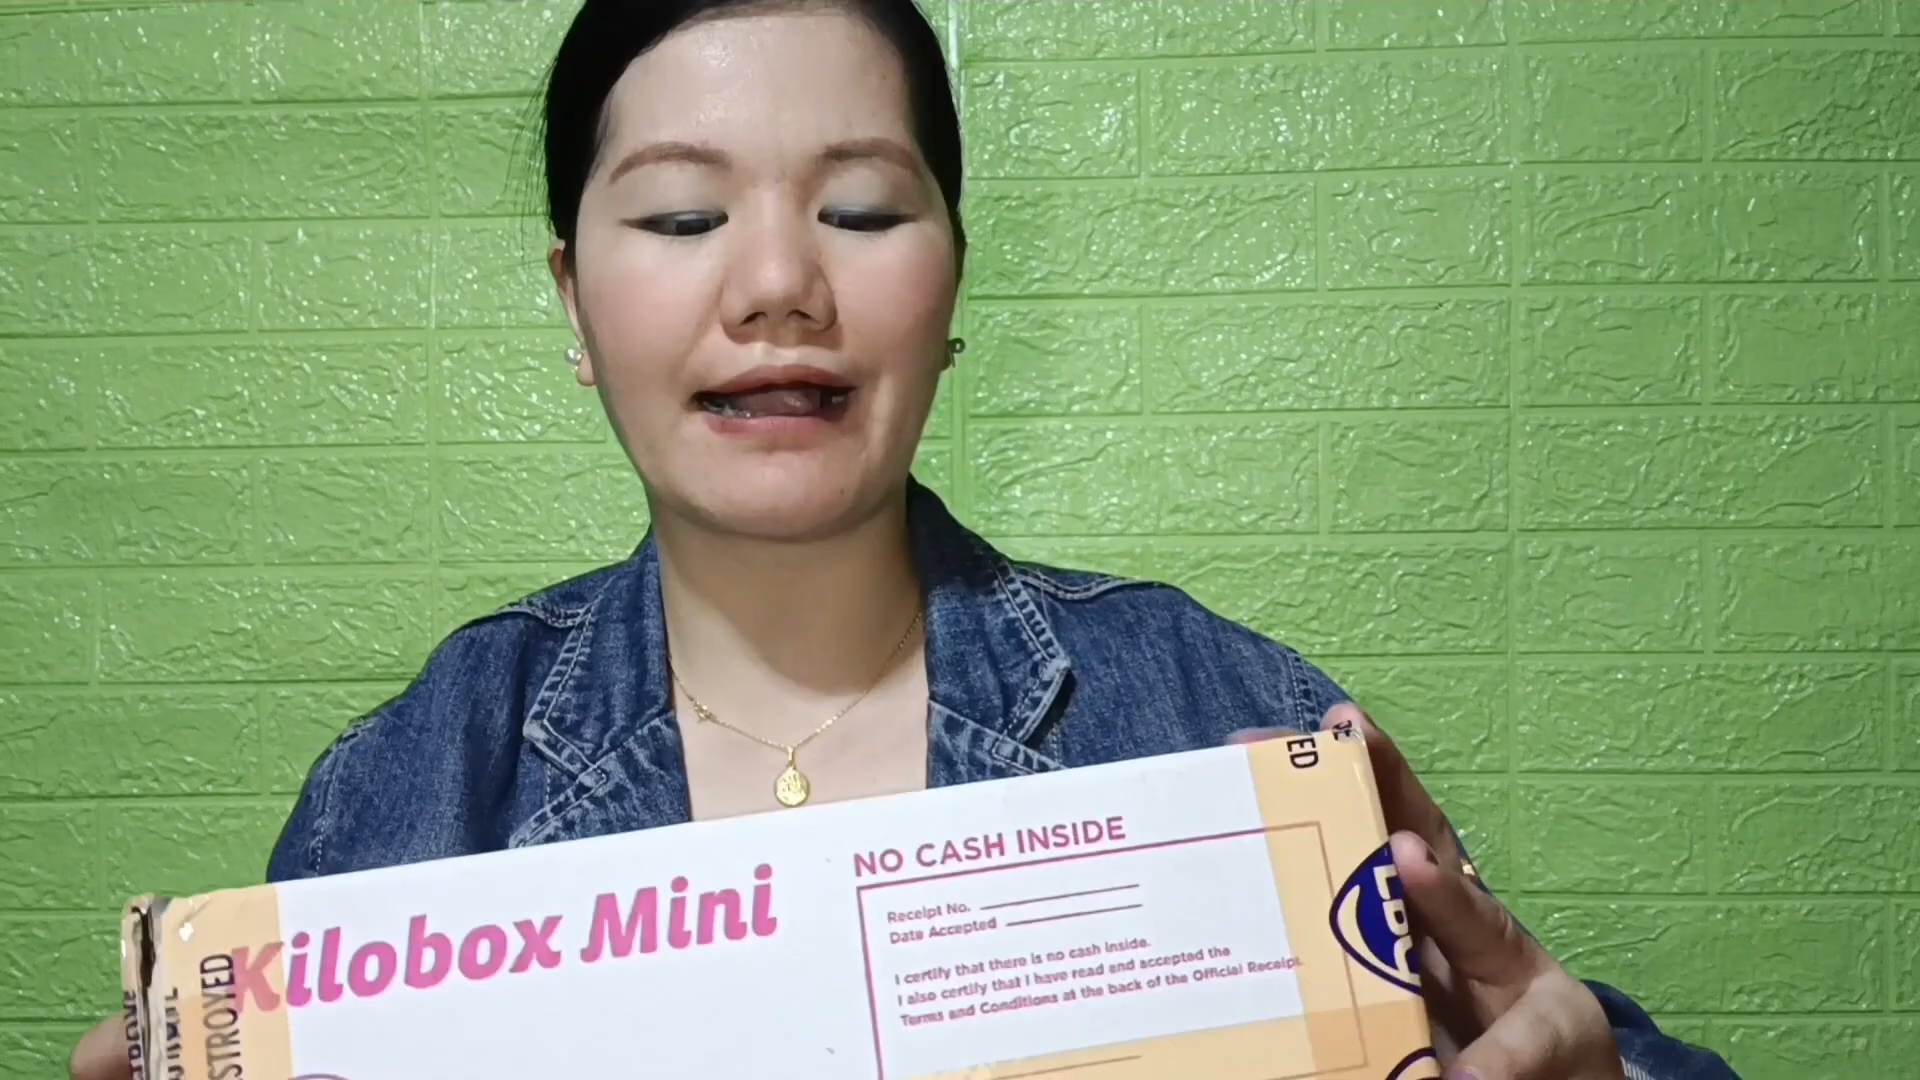 Kilobox Mini
NO CASH INSIDE
Receipt No.
Date Accepted
I certify that there is no cash inside.
I also certify that I have read and accepted the
Terms and Conditions at the back of the Official Receipt.
LBC
ED
STROYED